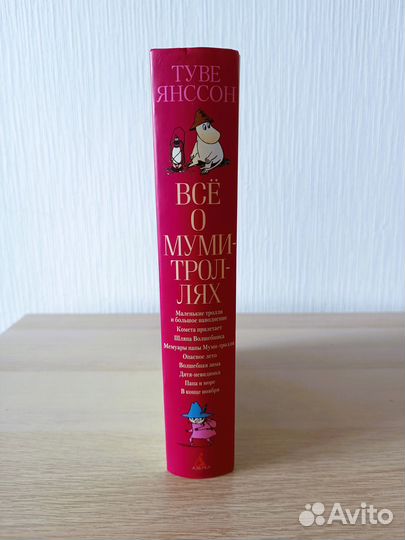 ТУВЕ
ЯНССОН
ВСЁ
О
МУМИ-
ТРОЛ-
ЛЯХ
Маленькие тролли
и большое наводнение
Комета прилетает
Шляпа Волшебника
Мемуары папы Муми-тролля
Опасное лето
Волшебная зима
Дитя-невидимка
Папа и море
В конце ноября
АЗБУКА
Avito